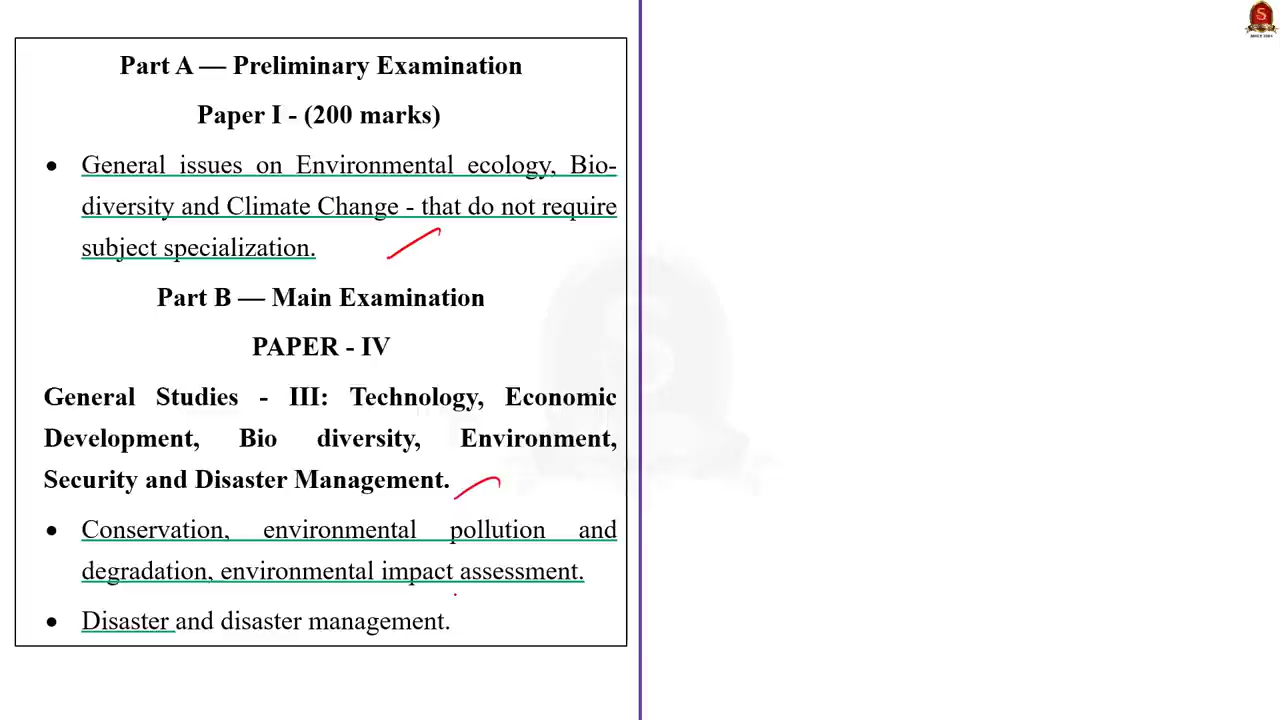 Part A — Preliminary Examination
Paper I - (200 marks)
• General issues on Environmental ecology, Bio-
diversity and Climate Change - that do not require
subject specialization.
Part B — Main Examination
PAPER - IV
General Studies - III: Technology, Economic
Development, Bio diversity, Environment,
Security and Disaster Management.
• Conservation, environmental pollution and
degradation, environmental impact assessment.
• Disaster and disaster management.
S
S